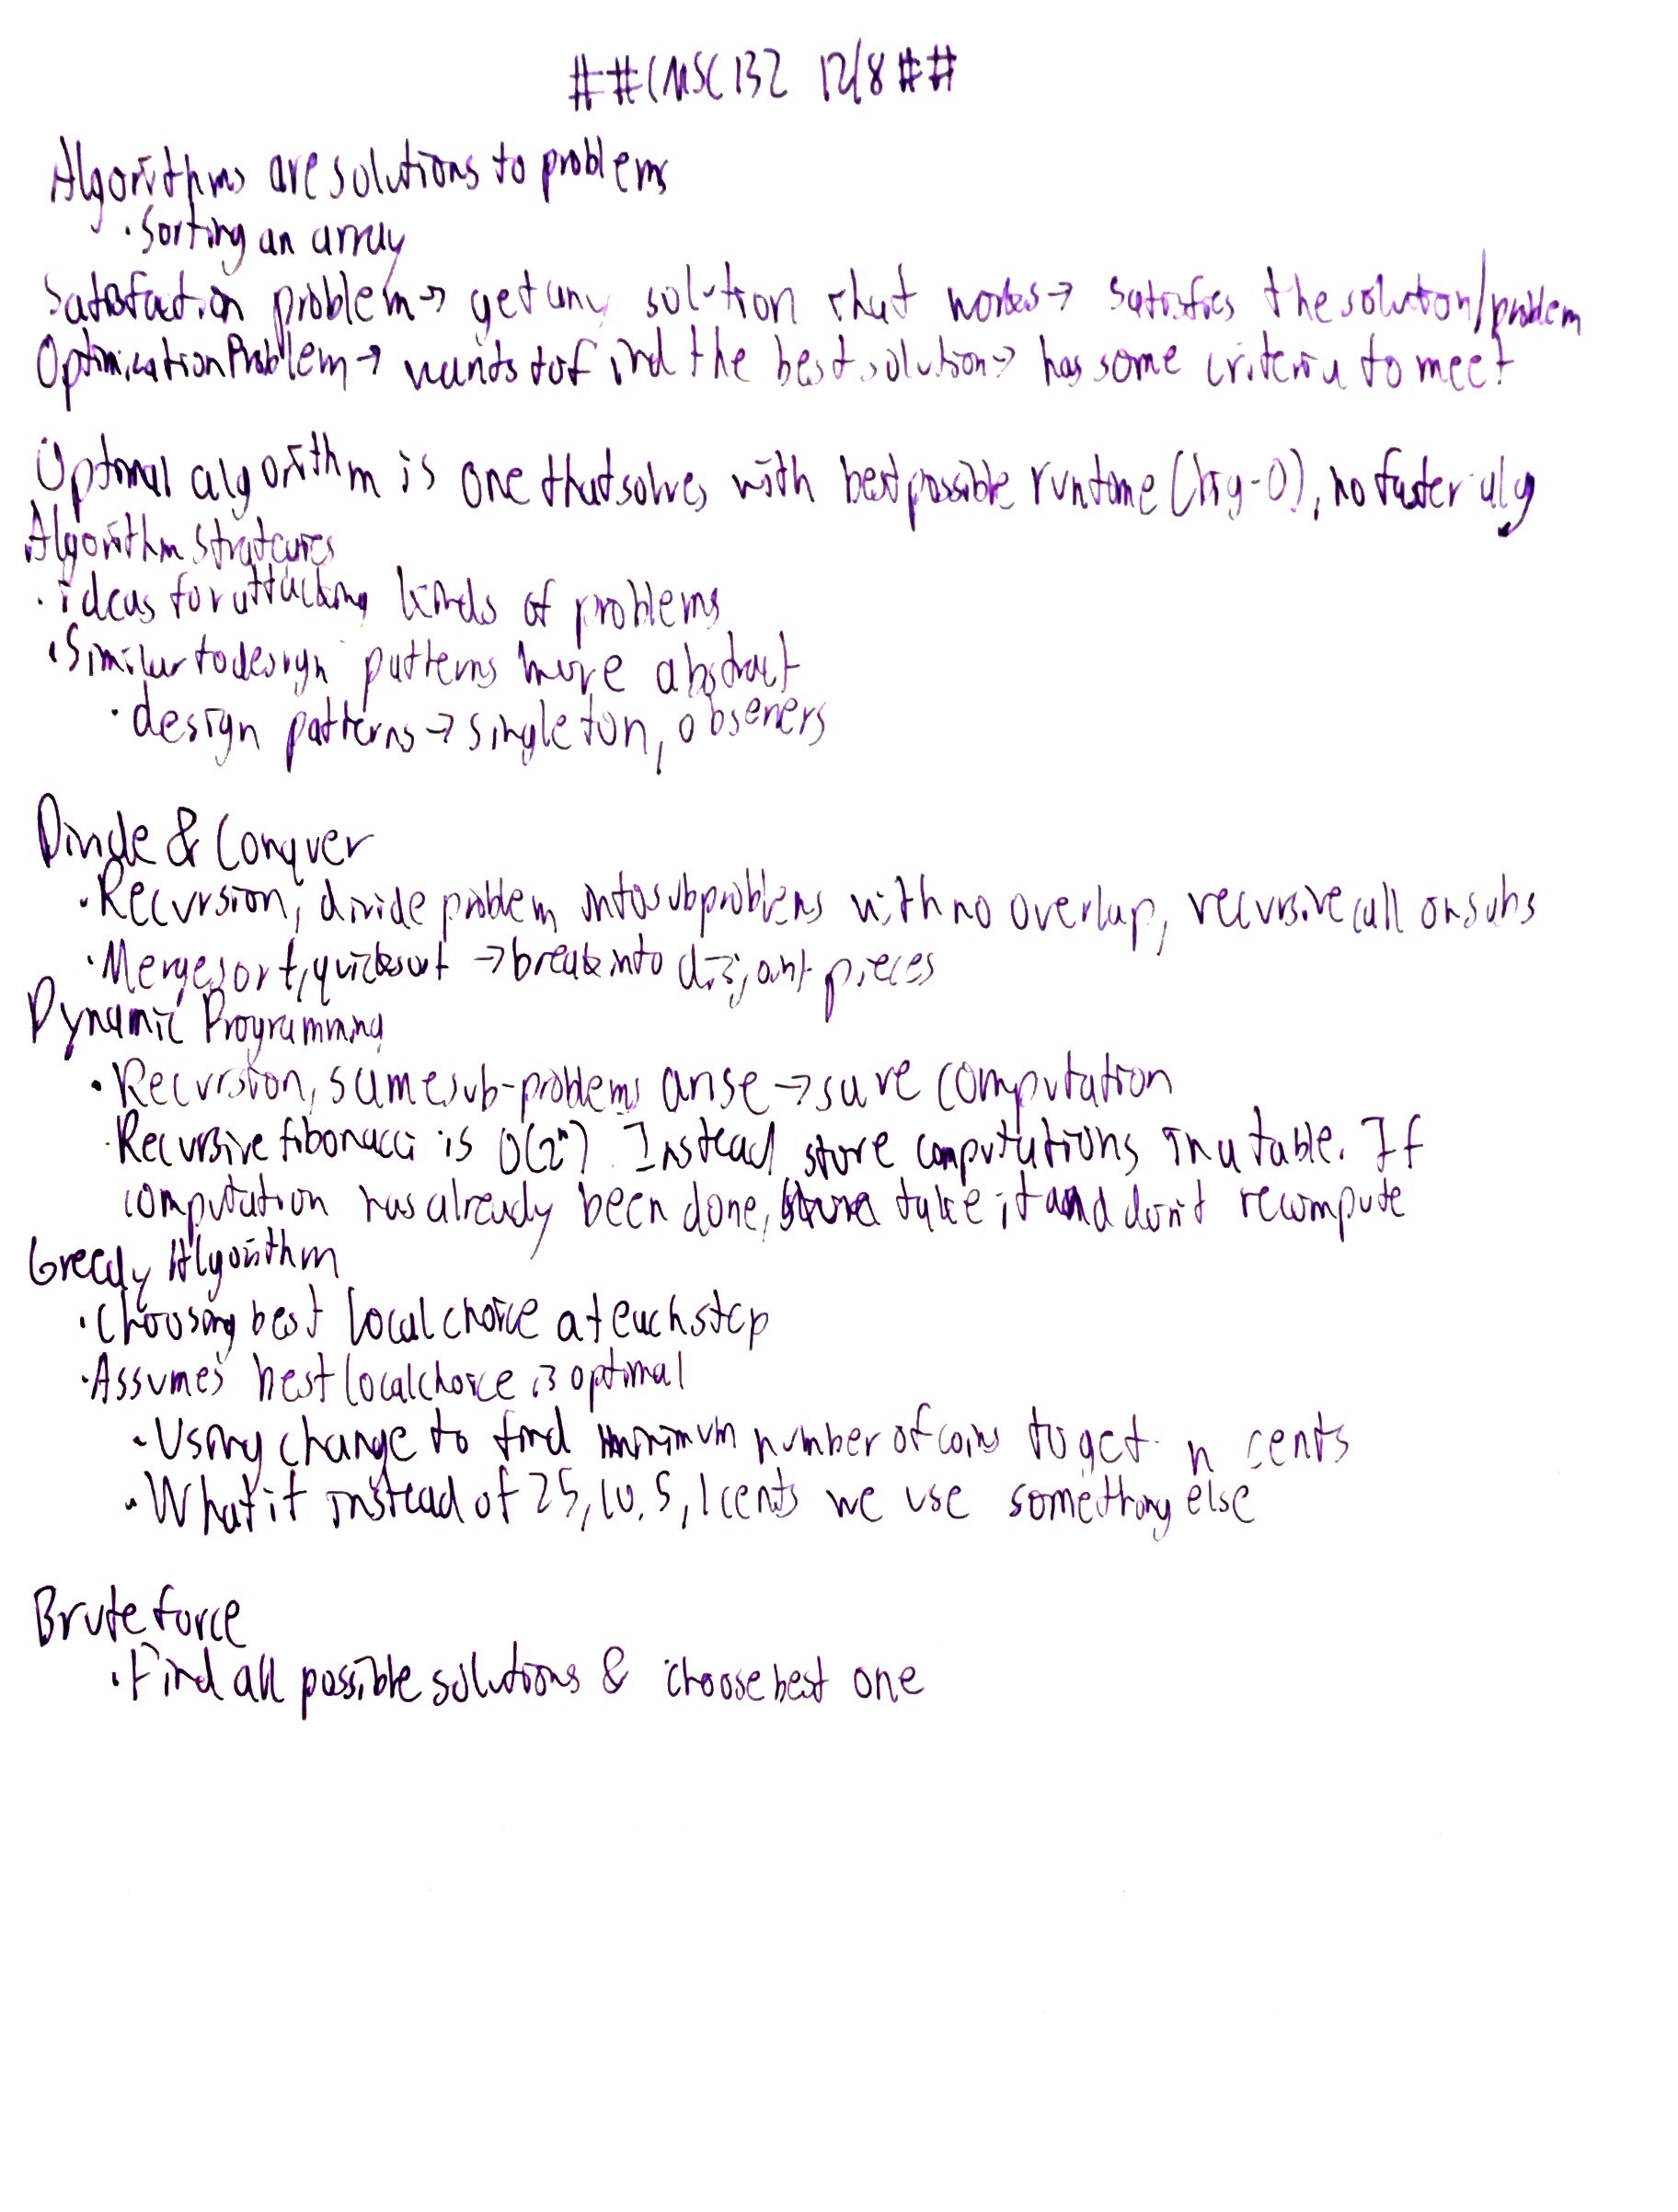 ##CMSC132 12/8##
Algorithms are solutions to problems
· Sorting an array
Satisfaction problem → get any solution that works → satisfies the solution/problem
Optimization Problem → wants to find the best solution → has some criteria to meet
Optimal algorithm is one that solves with best possible runtime (big-O), no faster alg
Algorithm Strategies
· ideas for attacking kinds of problems
· Similar to design patterns more abstract
· design patterns → singleton, observers
Divide & Conquer
· Recursion, divide problem into subproblems with no overlap, recursive call on subs
· Mergesort, quicksort → break into disjoint pieces
Dynamic Programming
· Recursion, same sub-problems arise → save computation
· Recursive fibonacci is O(2ⁿ). Instead store computations in a table. If
computation has already been done, take it and don't recompute
Greedy Algorithm
· Choosing best local choice at each step
· Assumes best local choice is optimal
· Using change to find minimum number of coins to get n cents
· What if instead of 25, 10, 5, 1 cents we use something else
Brute force
· Find all possible solutions & choose best one